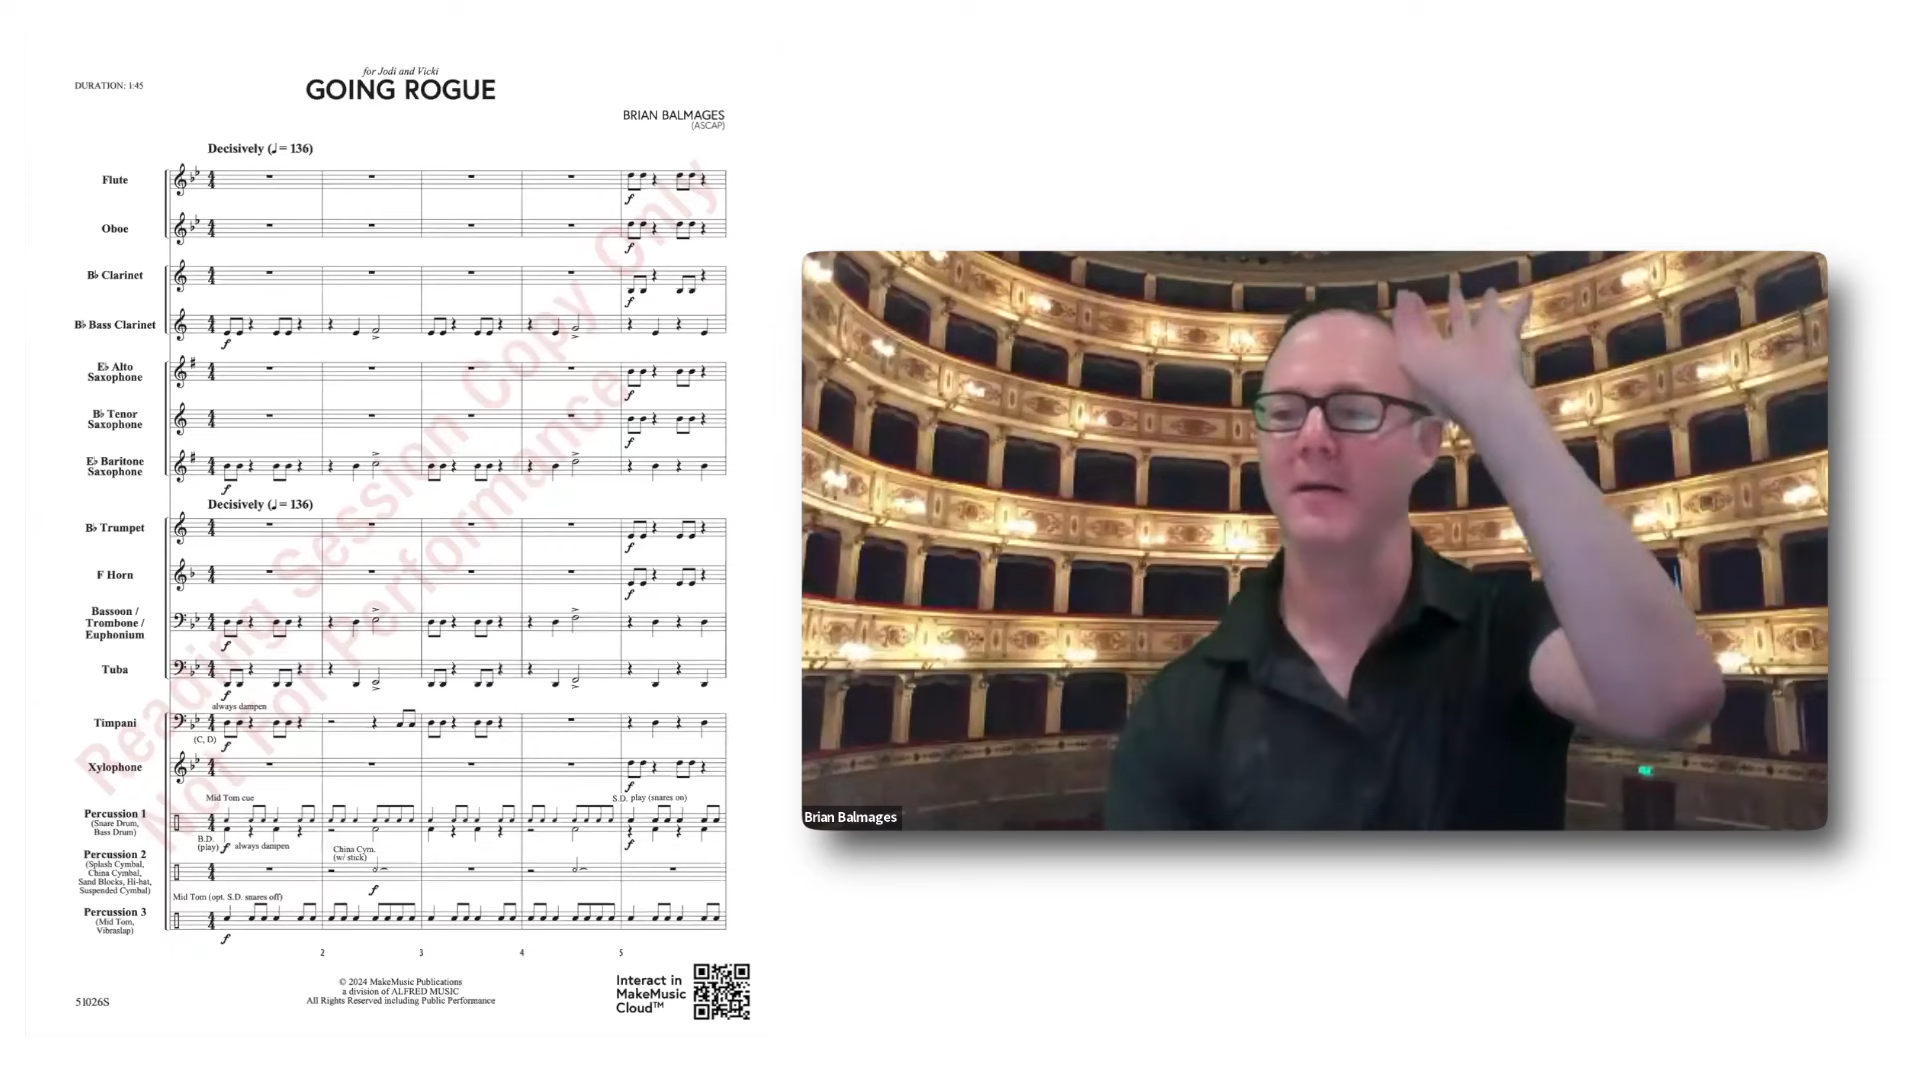 for Jodi and Vicki
DURATION: 1:45
GOING ROGUE
BRIAN BALMAGES
(ASCAP)
Decisively (♩= 136)
Flute
f
Oboe
f
B♭ Clarinet
f
B♭ Bass Clarinet
f
E♭ Alto
Saxophone
f
B♭ Tenor
Saxophone
f
E♭ Baritone
Saxophone
f
Decisively (♩= 136)
B♭ Trumpet
f
F Horn
f
Bassoon /
Trombone /
Euphonium
f
Tuba
f
always dampen
Timpani
(C, D)
f
Xylophone
f
Mid Tom cue
S.D. play (snares on)
Percussion 1
(Snare Drum,
Bass Drum)
B.D.
(play) f always dampen
f
Percussion 2
(Splash Cymbal,
China Cymbal,
Sand Blocks, Hi-hat,
Suspended Cymbal)
China Cym.
(w/ stick)
f
Mid Tom (opt. S.D. snares off)
Percussion 3
(Mid Tom,
Vibraslap)
f
2 3 4 5
Reading Session Copy Only
Not For Performance
51026S
© 2024 MakeMusic Publications
a division of ALFRED MUSIC
All Rights Reserved including Public Performance
Interact in
MakeMusic
Cloud™
Brian Balmages